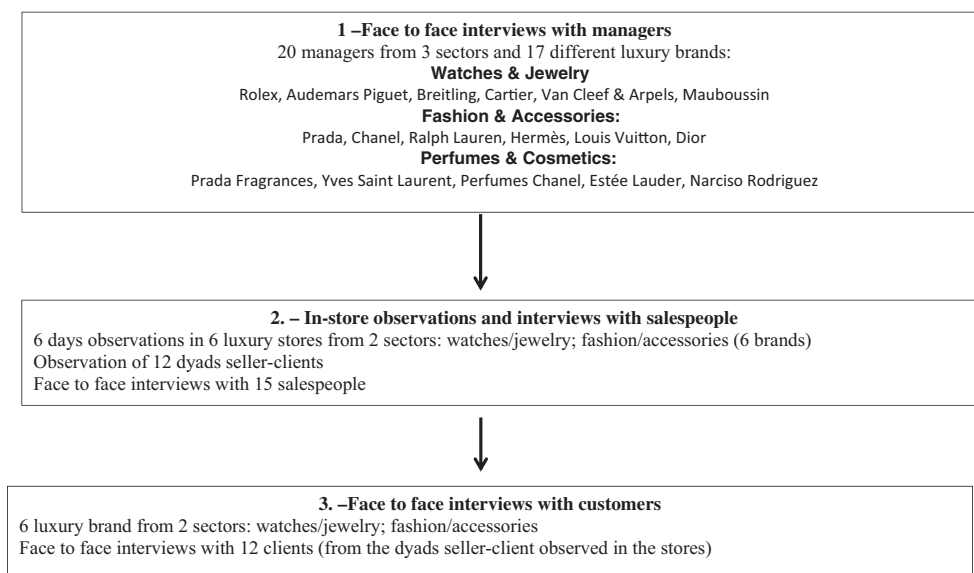 1 –Face to face interviews with managers
20 managers from 3 sectors and 17 different luxury brands:
Watches & Jewelry
Rolex, Audemars Piguet, Breitling, Cartier, Van Cleef & Arpels, Mauboussin
Fashion & Accessories:
Prada, Chanel, Ralph Lauren, Hermès, Louis Vuitton, Dior
Perfumes & Cosmetics:
Prada Fragrances, Yves Saint Laurent, Perfumes Chanel, Estée Lauder, Narciso Rodriguez
2. – In-store observations and interviews with salespeople
6 days observations in 6 luxury stores from 2 sectors: watches/jewelry; fashion/accessories (6 brands)
Observation of 12 dyads seller-clients
Face to face interviews with 15 salespeople
3. –Face to face interviews with customers
6 luxury brand from 2 sectors: watches/jewelry; fashion/accessories
Face to face interviews with 12 clients (from the dyads seller-client observed in the stores)